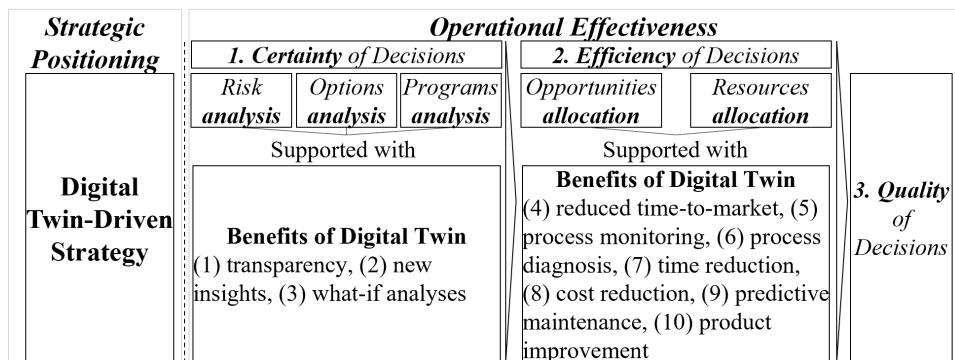 Strategic
Positioning
Digital
Twin-Driven
Strategy
Operational Effectiveness
1. Certainty of Decisions
Risk
analysis
Options
analysis
Programs
analysis
Supported with
Benefits of Digital Twin
(1) transparency, (2) new
insights, (3) what-if analyses
2. Efficiency of Decisions
Opportunities
allocation
Resources
allocation
Supported with
Benefits of Digital Twin
(4) reduced time-to-market, (5)
process monitoring, (6) process
diagnosis, (7) time reduction,
(8) cost reduction, (9) predictive
maintenance, (10) product
improvement
3. Quality
of
Decisions